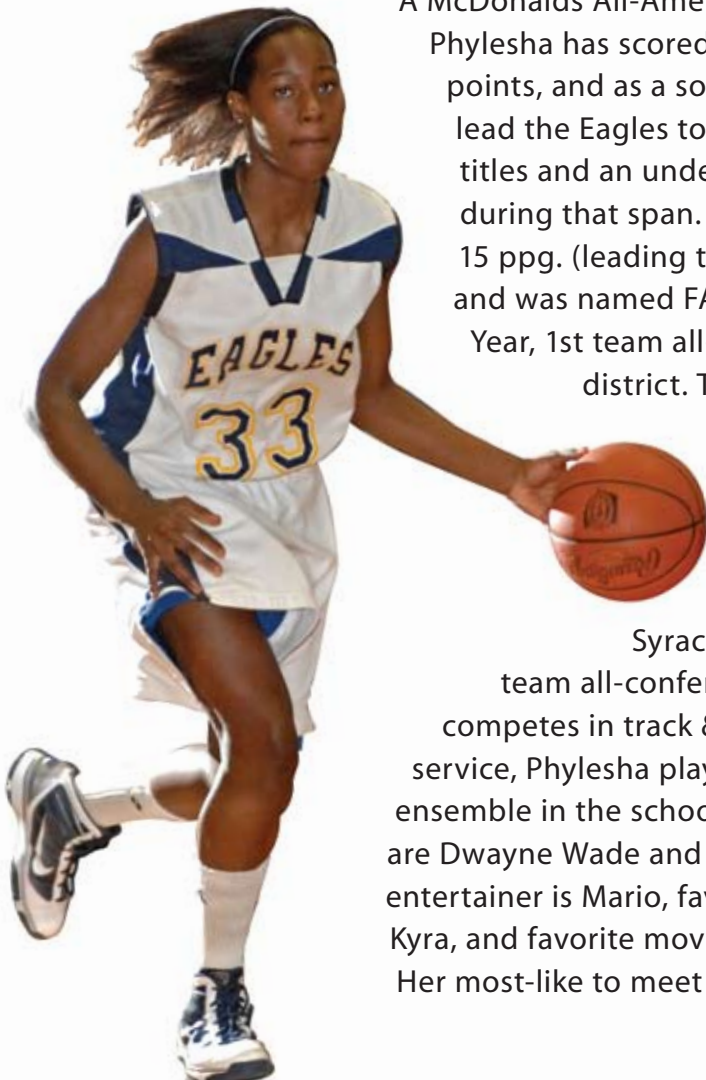 A McDonalds All-Ame
Phylesha has scored
points, and as a so
lead the Eagles to
titles and an unde
during that span.
15 ppg. (leading t
and was named FA
Year, 1st team all
district. T
EAGLES
33
Syrac
team all-confer
competes in track &
service, Phylesha play
ensemble in the schoo
are Dwayne Wade and
entertainer is Mario, fav
Kyra, and favorite mov
Her most-like to meet